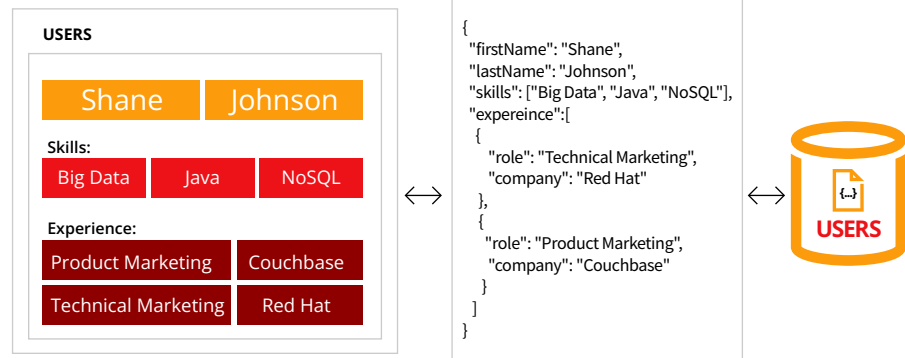 USERS
Shane Johnson
Skills:
Big Data Java NoSQL
Experience:
Product Marketing Couchbase
Technical Marketing Red Hat
{
"firstName": "Shane",
"lastName": "Johnson",
"skills": ["Big Data", "Java", "NoSQL"],
"expereince":[
{
"role": "Technical Marketing",
"company": "Red Hat"
},
{
"role": "Product Marketing",
"company": "Couchbase"
}
]
}
{...}
USERS